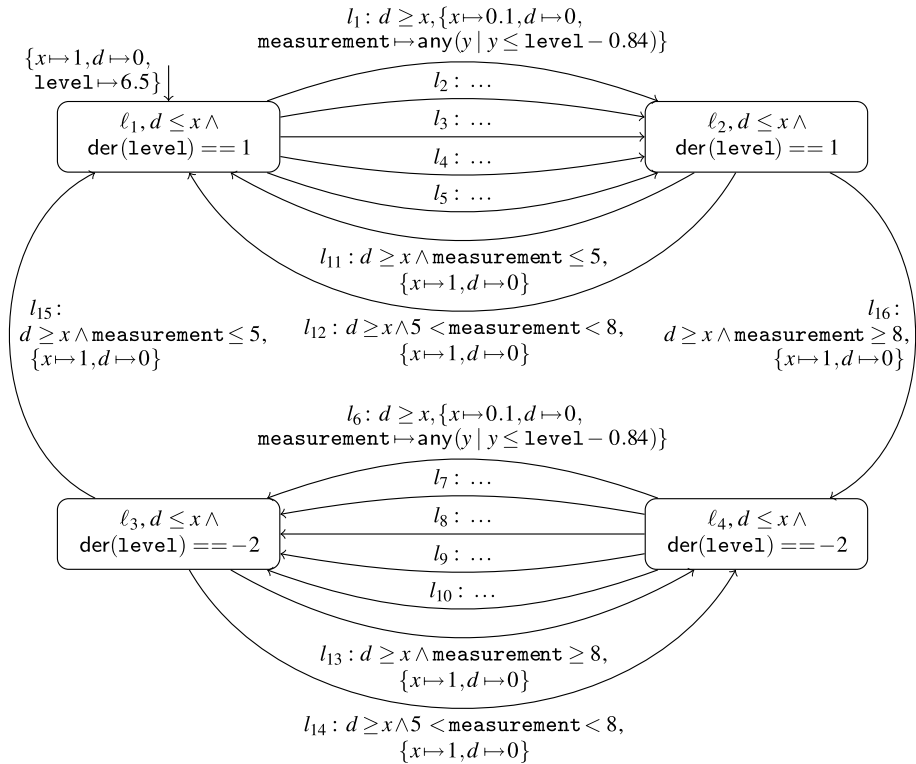 l₁: d ≥ x, {x↦0.1, d↦0,
measurement↦any(y | y ≤ level − 0.84)}
{x↦1, d↦0,
level↦6.5}
l₂: …
ℓ₁, d ≤ x ∧
der(level) == 1
l₃: …
ℓ₂, d ≤ x ∧
der(level) == 1
l₄: …
l₅: …
l₁₁: d ≥ x ∧ measurement ≤ 5,
{x↦1, d↦0}
l₁₅:
d ≥ x ∧ measurement ≤ 5,
{x↦1, d↦0}
l₁₂: d ≥ x ∧ 5 < measurement < 8,
{x↦1, d↦0}
l₁₆:
d ≥ x ∧ measurement ≥ 8,
{x↦1, d↦0}
l₆: d ≥ x, {x↦0.1, d↦0,
measurement↦any(y | y ≤ level − 0.84)}
l₇: …
ℓ₃, d ≤ x ∧
der(level) == −2
l₈: …
ℓ₄, d ≤ x ∧
der(level) == −2
l₉: …
l₁₀: …
l₁₃: d ≥ x ∧ measurement ≥ 8,
{x↦1, d↦0}
l₁₄: d ≥ x ∧ 5 < measurement < 8,
{x↦1, d↦0}